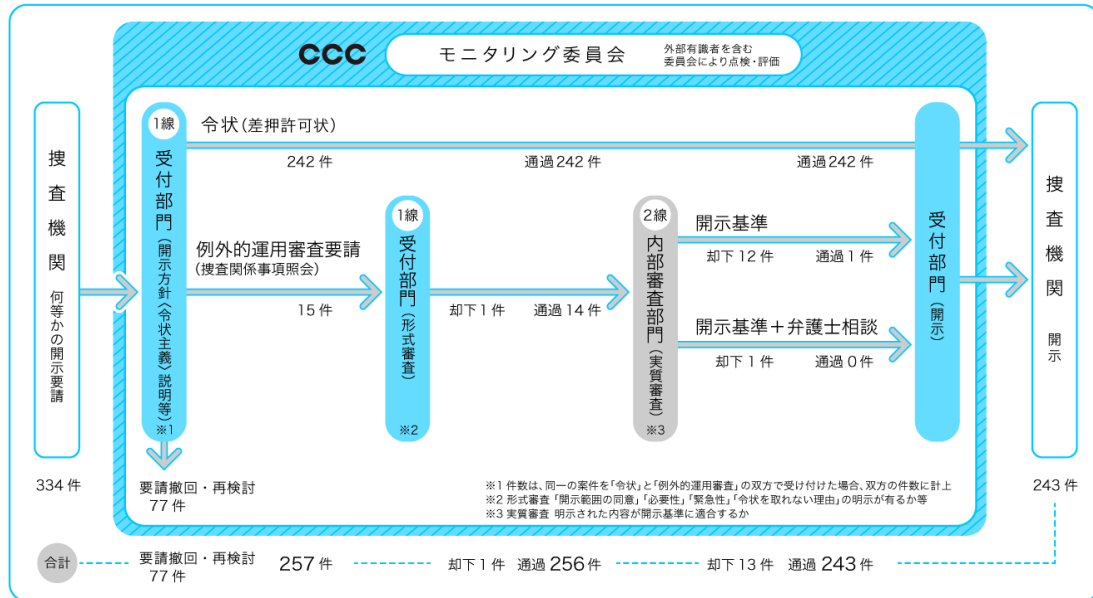 CCC
モニタリング委員会
外部有識者を含む
委員会により点検・評価
捜査機関 何等かの開示要請
334 件
1線
受付部門（開示方針〈令状主義〉説明等）※1
令状（差押許可状）
242 件
通過242 件
通過242 件
例外的運用審査要請
（捜査関係事項照会）
15 件
1線
受付部門（形式審査）
※2
却下1 件 通過14 件
2線
内部審査部門（実質審査）
※3
開示基準
却下12 件 通過1 件
開示基準＋弁護士相談
却下1 件 通過0 件
受付部門（開示）
捜査機関 開示
243 件
要請撤回・再検討
77 件
※1 件数は、同一の案件を「令状」と「例外的運用審査」の双方で受け付けた場合、双方の件数に計上
※2 形式審査 「開示範囲の同意」「必要性」「緊急性」「令状を取れない理由」の明示が有るか等
※3 実質審査 明示された内容が開示基準に適合するか
合計
要請撤回・再検討
77 件
257 件
却下1 件 通過 256 件
却下13 件 通過 243 件